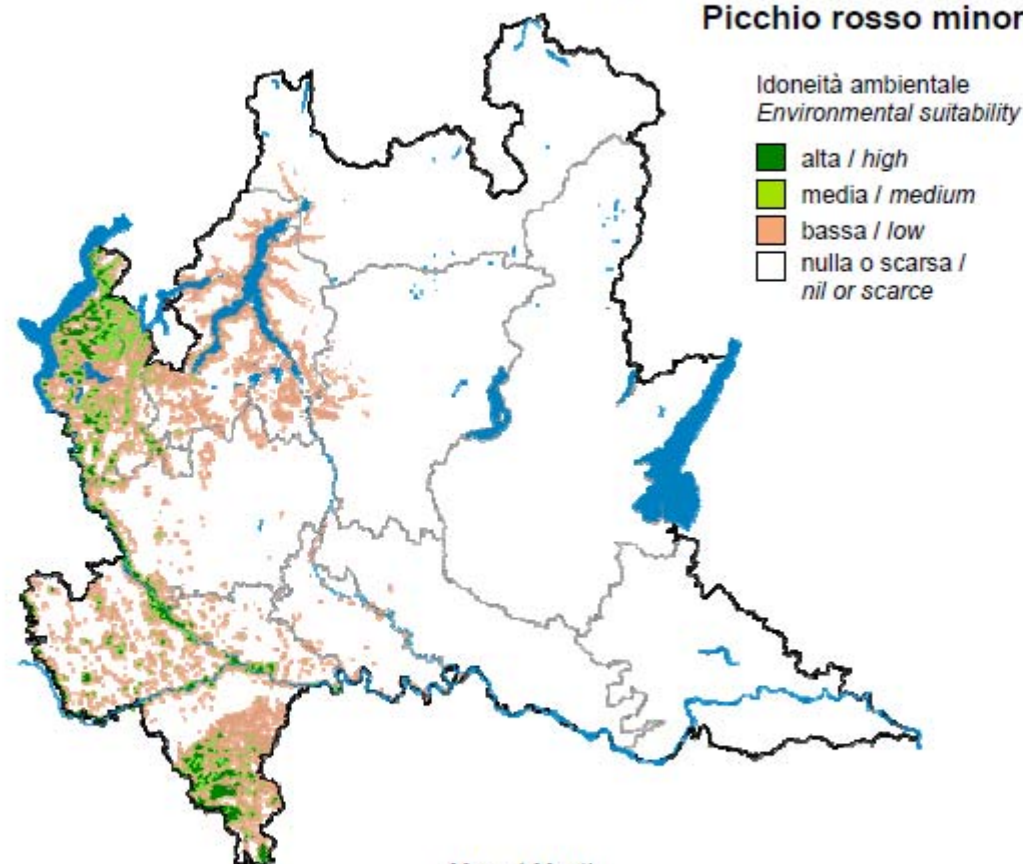 Picchio rosso minor
Idoneità ambientale
Environmental suitability
alta / high
media / medium
bassa / low
nulla o scarsa /
nil or scarce